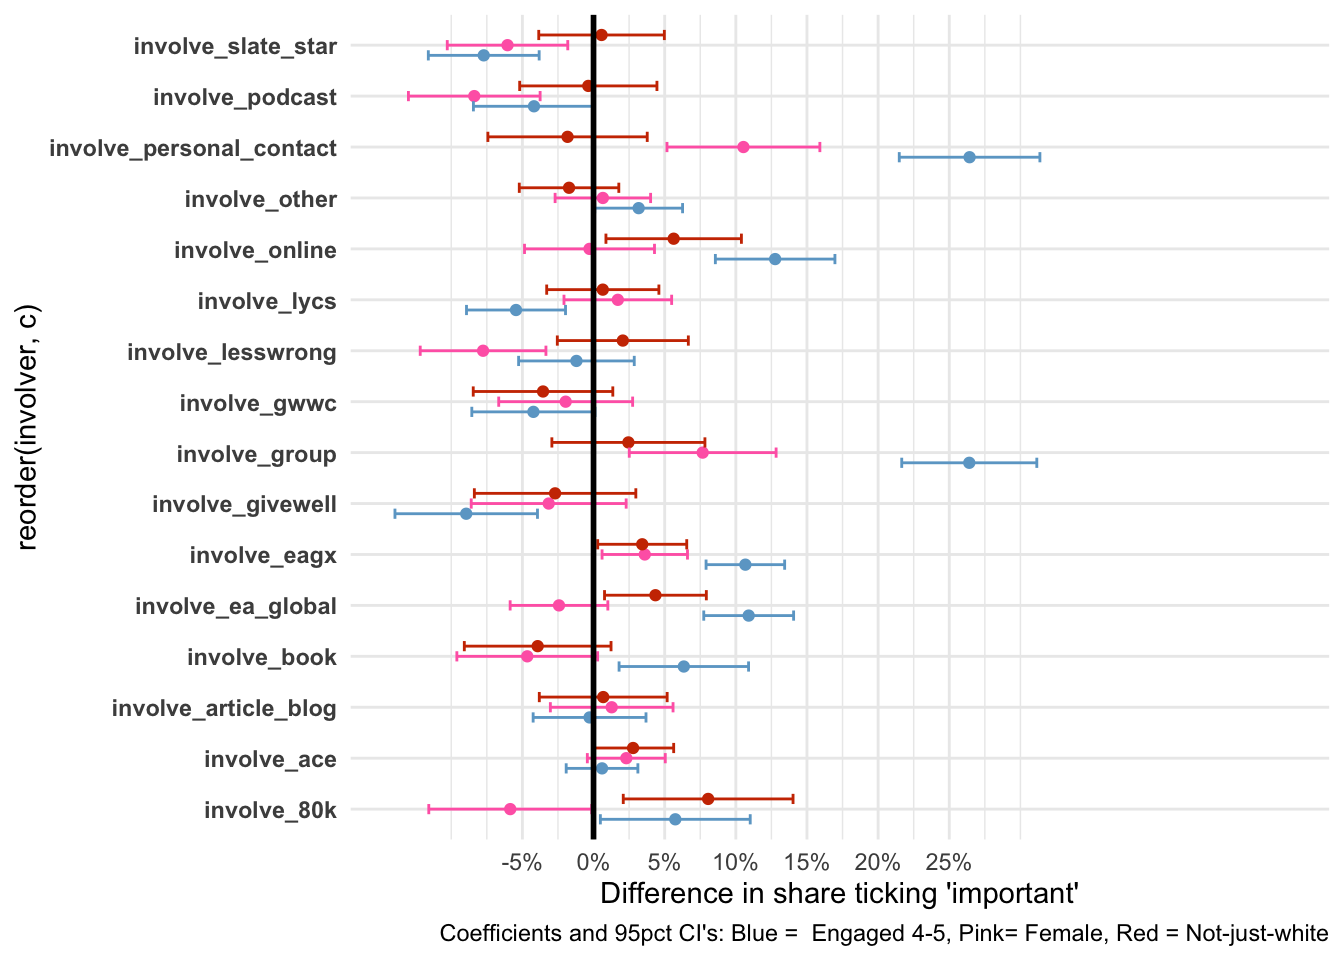 involve_slate_star
involve_podcast
involve_personal_contact
involve_other
involve_online
involve_lycs
involve_lesswrong
involve_gwwc
involve_group
involve_givewell
involve_eagx
involve_ea_global
involve_book
involve_article_blog
involve_ace
involve_80k
reorder(involver, c)
-5% 0% 5% 10% 15% 20% 25%
Difference in share ticking 'important'
Coefficients and 95pct CI's: Blue =  Engaged 4-5, Pink= Female, Red = Not-just-white